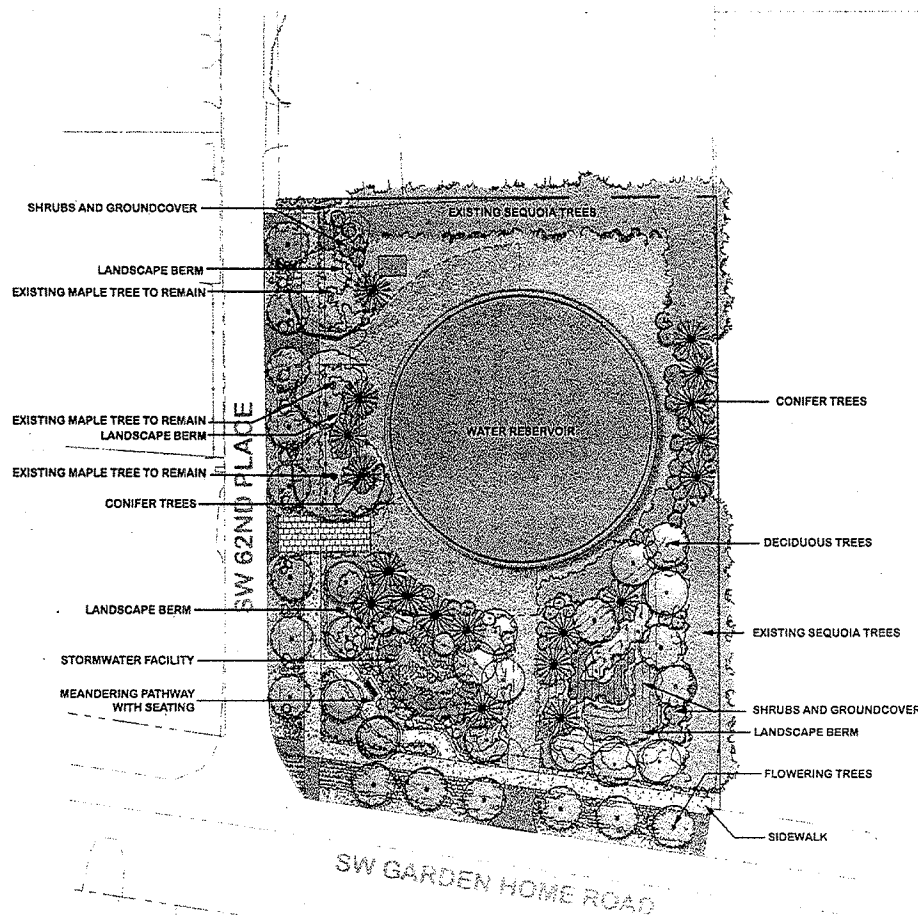 SHRUBS AND GROUNDCOVER
EXISTING SEQUOIA TREES
LANDSCAPE BERM
EXISTING MAPLE TREE TO REMAIN
EXISTING MAPLE TREE TO REMAIN
LANDSCAPE BERM
EXISTING MAPLE TREE TO REMAIN
CONIFER TREES
SW 62ND PLACE
WATER RESERVOIR
CONIFER TREES
DECIDUOUS TREES
LANDSCAPE BERM
STORMWATER FACILITY
MEANDERING PATHWAY
WITH SEATING
EXISTING SEQUOIA TREES
SHRUBS AND GROUNDCOVER
LANDSCAPE BERM
FLOWERING TREES
SIDEWALK
SW GARDEN HOME ROAD